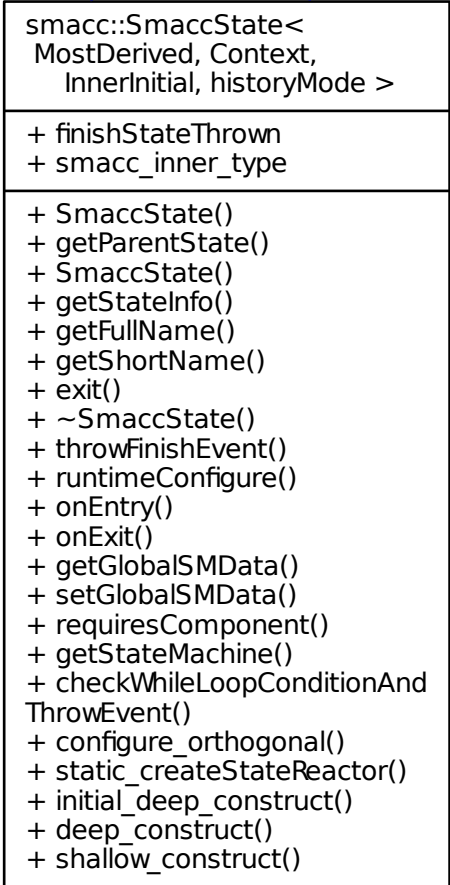 smacc::SmaccState<
MostDerived, Context,
InnerInitial, historyMode >
+ finishStateThrown
+ smacc_inner_type
+ SmaccState()
+ getParentState()
+ SmaccState()
+ getStateInfo()
+ getFullName()
+ getShortName()
+ exit()
+ ~SmaccState()
+ throwFinishEvent()
+ runtimeConfigure()
+ onEntry()
+ onExit()
+ getGlobalSMData()
+ setGlobalSMData()
+ requiresComponent()
+ getStateMachine()
+ checkWhileLoopConditionAnd
ThrowEvent()
+ configure_orthogonal()
+ static_createStateReactor()
+ initial_deep_construct()
+ deep_construct()
+ shallow_construct()